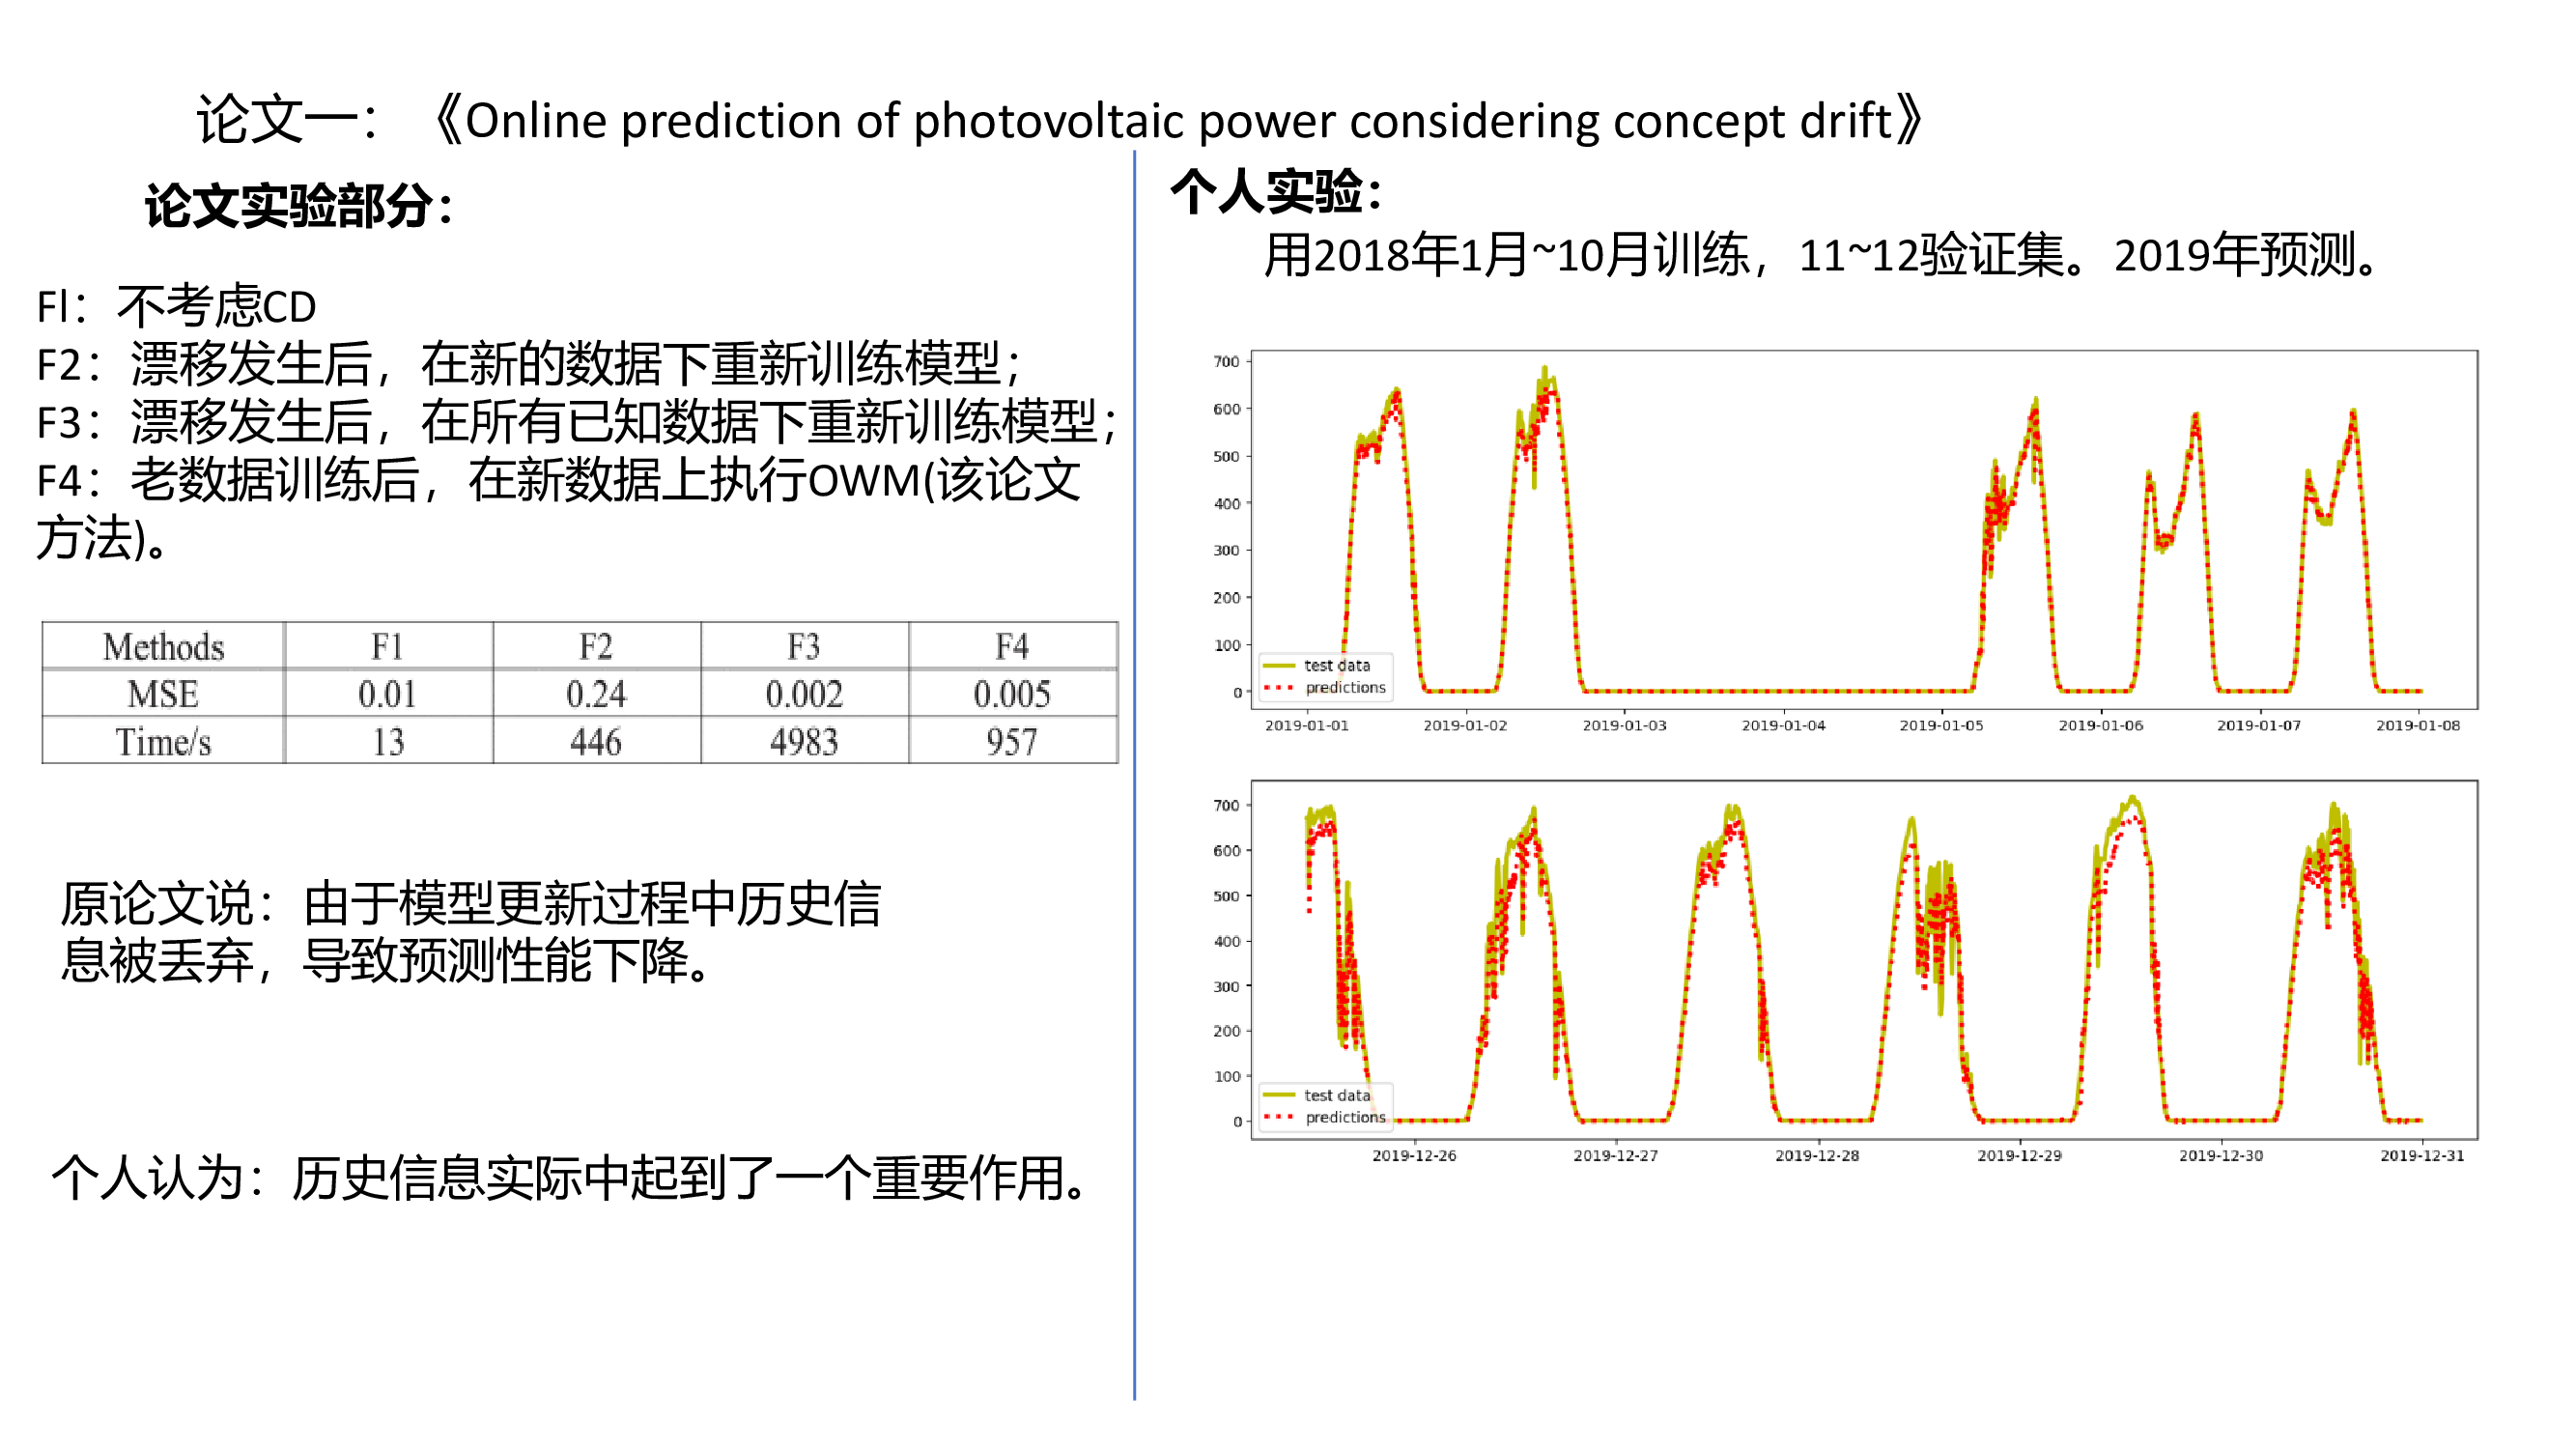 论文一：《Online prediction of photovoltaic power considering concept drift》
论文实验部分：
Fl：不考虑CD
F2：漂移发生后，在新的数据下重新训练模型；
F3：漂移发生后，在所有已知数据下重新训练模型；
F4：老数据训练后，在新数据上执行OWM(该论文
方法)。
Methods F1 F2 F3 F4
MSE 0.01 0.24 0.002 0.005
Time/s 13 446 4983 957
原论文说：由于模型更新过程中历史信
息被丢弃，导致预测性能下降。
个人认为：历史信息实际中起到了一个重要作用。
个人实验：
用2018年1月~10月训练，11~12验证集。2019年预测。
700
600
500
400
300
200
100
0
test data
predictions
2019-01-01 2019-01-02 2019-01-03 2019-01-04 2019-01-05 2019-01-06 2019-01-07 2019-01-08
700
600
500
400
300
200
100
0
test data
predictions
2019-12-26 2019-12-27 2019-12-28 2019-12-29 2019-12-30 2019-12-31